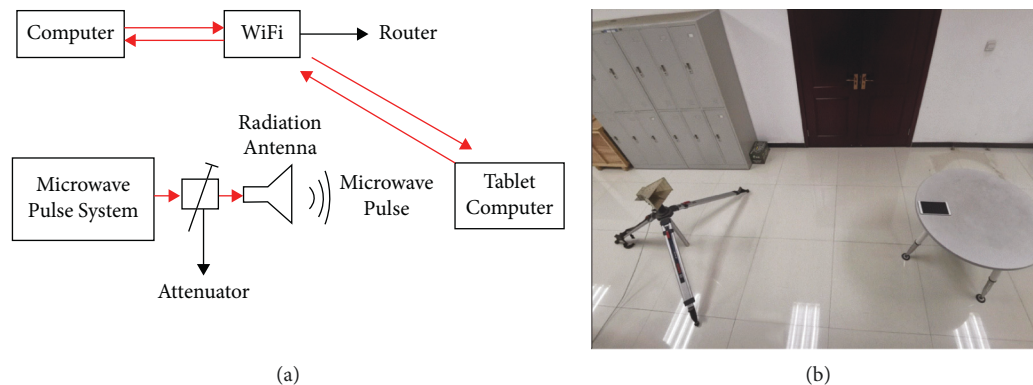 Computer
WiFi
Router
Radiation
Antenna
Microwave
Pulse System
Microwave
Pulse
Tablet
Computer
Attenuator
(a)
(b)